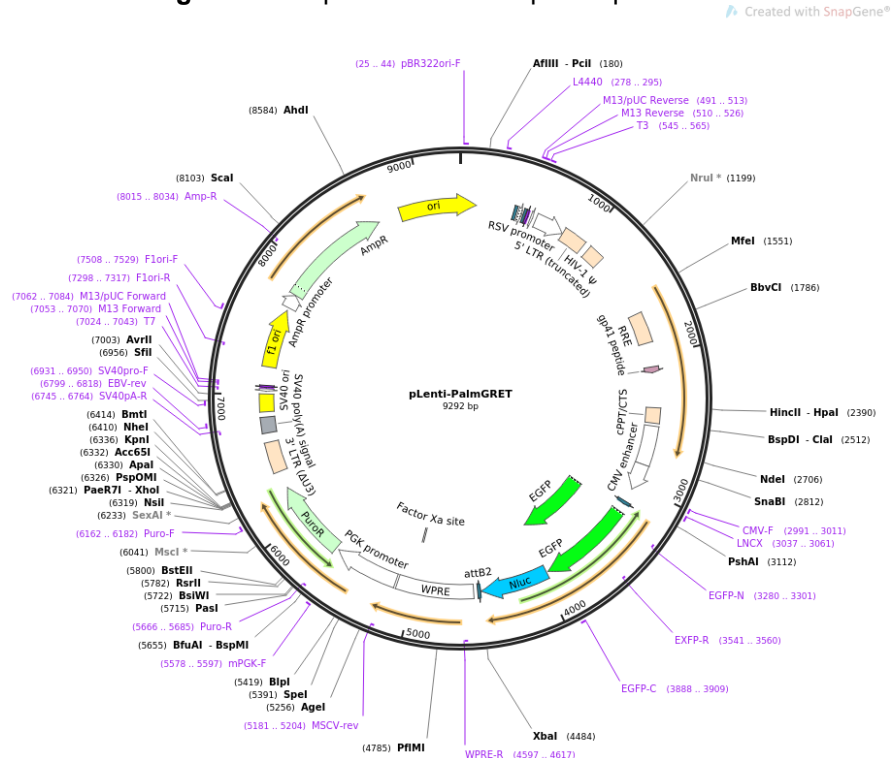 Created with SnapGene®
(25 .. 44) pBR322ori-F
AflIII - PciI (180)
L4440 (278 .. 295)
M13/pUC Reverse (491 .. 513)
M13 Reverse (510 .. 526)
T3 (545 .. 565)
NruI * (1199)
MfeI (1551)
BbvCI (1786)
HincII - HpaI (2390)
BspDI - ClaI (2512)
NdeI (2706)
SnaBI (2812)
CMV-F (2991 .. 3011)
LNCX (3037 .. 3061)
PshAI (3112)
EGFP-N (3280 .. 3301)
EXFP-R (3541 .. 3560)
EGFP-C (3888 .. 3909)
XbaI (4484)
WPRE-R (4597 .. 4617)
(4785) PflMI
(5181 .. 5204) MSCV-rev
(5256) AgeI
(5391) SpeI
(5419) BlpI
(5578 .. 5597) mPGK-F
(5655) BfuAI - BspMI
(5666 .. 5685) Puro-R
(5715) PasI
(5722) BsiWI
(5782) RsrII
(5800) BstEII
(6041) MscI *
(6162 .. 6182) Puro-F
(6233) SexAI *
(6319) NsiI
(6321) PaeR7I - XhoI
(6326) PspOMI
(6330) ApaI
(6332) Acc65I
(6336) KpnI
(6410) NheI
(6414) BmtI
(6745 .. 6764) SV40pA-R
(6799 .. 6818) EBV-rev
(6931 .. 6950) SV40pro-F
(6956) SfiI
(7003) AvrII
(7024 .. 7043) T7
(7053 .. 7070) M13 Forward
(7062 .. 7084) M13/pUC Forward
(7298 .. 7317) F1ori-R
(7508 .. 7529) F1ori-F
(8015 .. 8034) Amp-R
(8103) ScaI
(8584) AhdI
1000
2000
3000
4000
5000
6000
7000
8000
9000
ori
RSV promoter
5' LTR (truncated)
HIV-1 Ψ
RRE
gp41 peptide
cPPT/CTS
CMV enhancer
EGFP
EGFP
Nluc
attB2
Factor Xa site
WPRE
PGK promoter
PuroR
3' LTR (ΔU3)
SV40 poly(A) signal
SV40 ori
f1 ori
AmpR promoter
AmpR
pLenti-PalmGRET
9292 bp